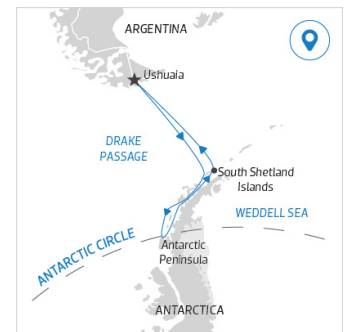 ARGENTINA
Ushuaia
DRAKE
PASSAGE
South Shetland
Islands
WEDDELL SEA
ANTARCTIC CIRCLE
Antarctic
Peninsula
ANTARCTICA